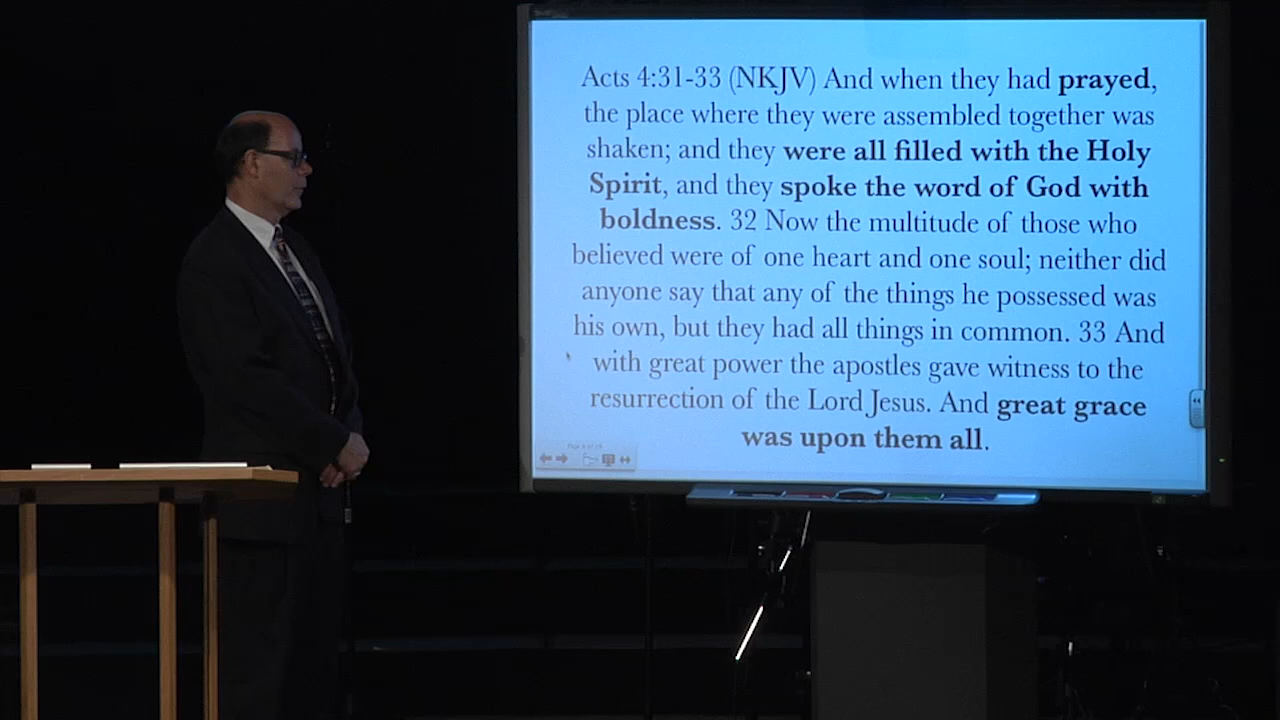 Acts 4:31-33 (NKJV) And when they had prayed,
the place where they were assembled together was
shaken; and they were all filled with the Holy
Spirit, and they spoke the word of God with
boldness. 32 Now the multitude of those who
believed were of one heart and one soul; neither did
anyone say that any of the things he possessed was
his own, but they had all things in common. 33 And
with great power the apostles gave witness to the
resurrection of the Lord Jesus. And great grace
was upon them all.